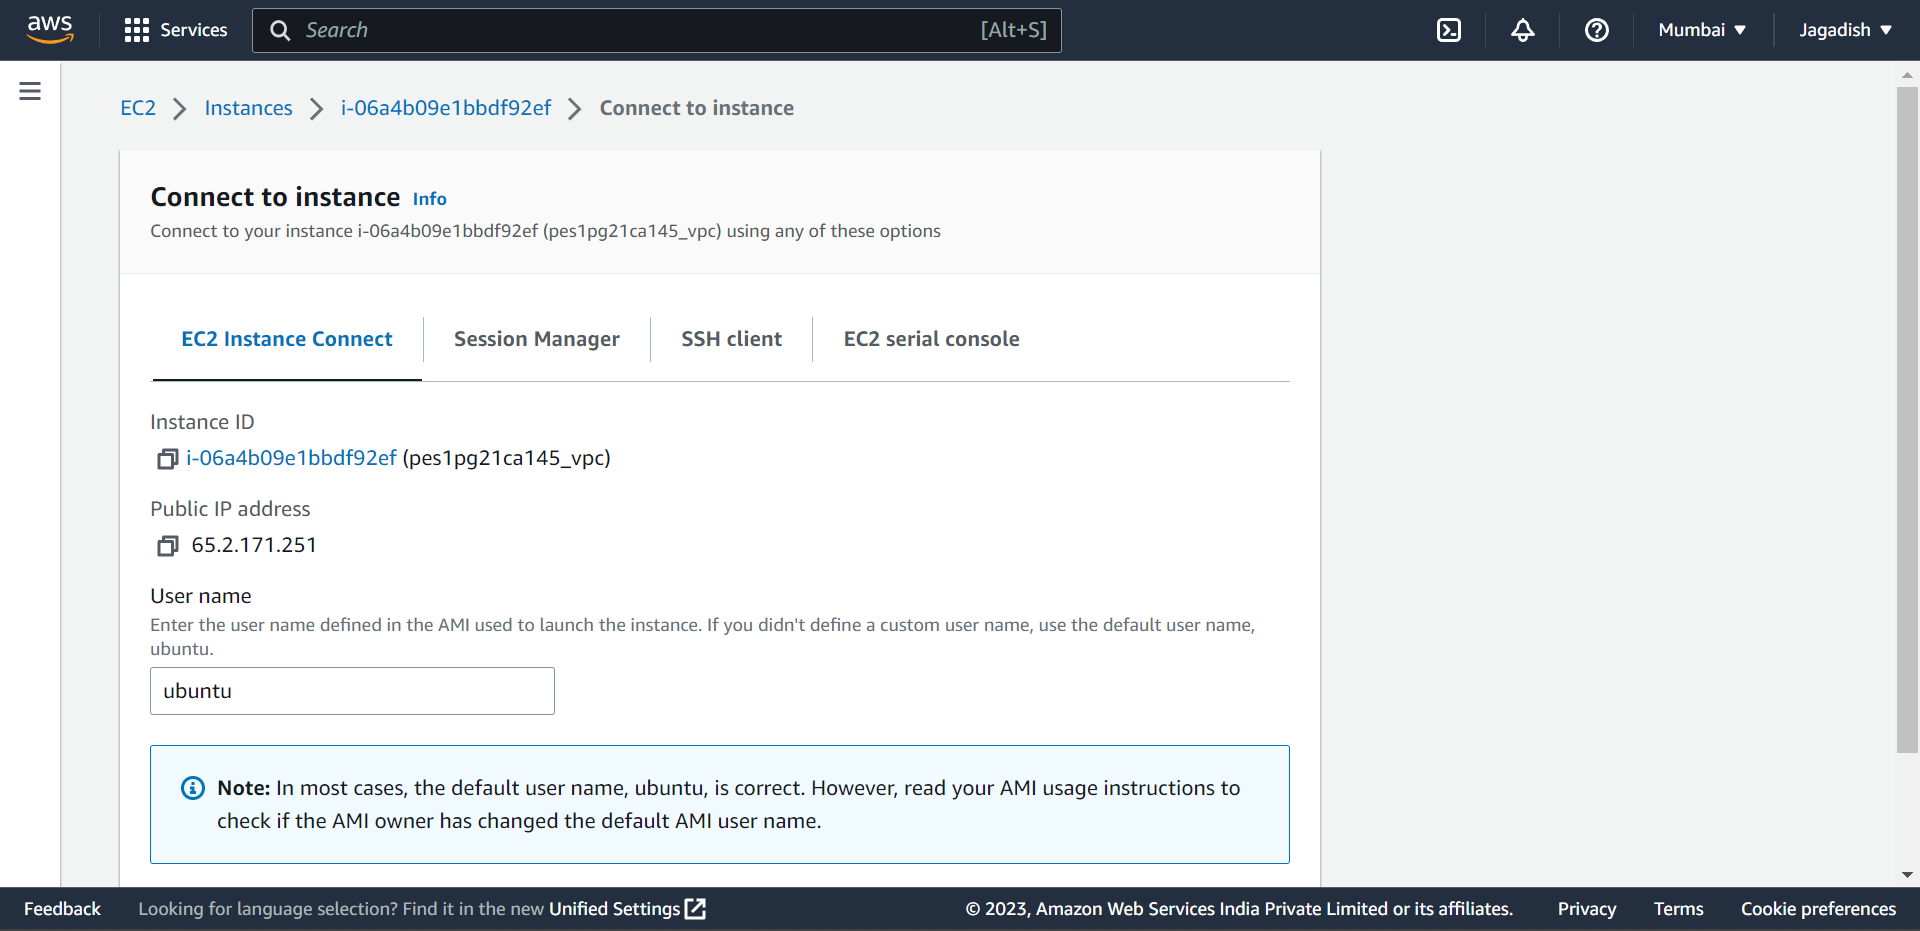 aws Services Search [Alt+S] Mumbai Jagadish
EC2 Instances i-06a4b09e1bbdf92ef Connect to instance
Connect to instance Info
Connect to your instance i-06a4b09e1bbdf92ef (pes1pg21ca145_vpc) using any of these options
EC2 Instance Connect Session Manager SSH client EC2 serial console
Instance ID
i-06a4b09e1bbdf92ef (pes1pg21ca145_vpc)
Public IP address
65.2.171.251
User name
Enter the user name defined in the AMI used to launch the instance. If you didn't define a custom user name, use the default user name,
ubuntu.
ubuntu
Note: In most cases, the default user name, ubuntu, is correct. However, read your AMI usage instructions to
check if the AMI owner has changed the default AMI user name.
Feedback Looking for language selection? Find it in the new Unified Settings © 2023, Amazon Web Services India Private Limited or its affiliates. Privacy Terms Cookie preferences